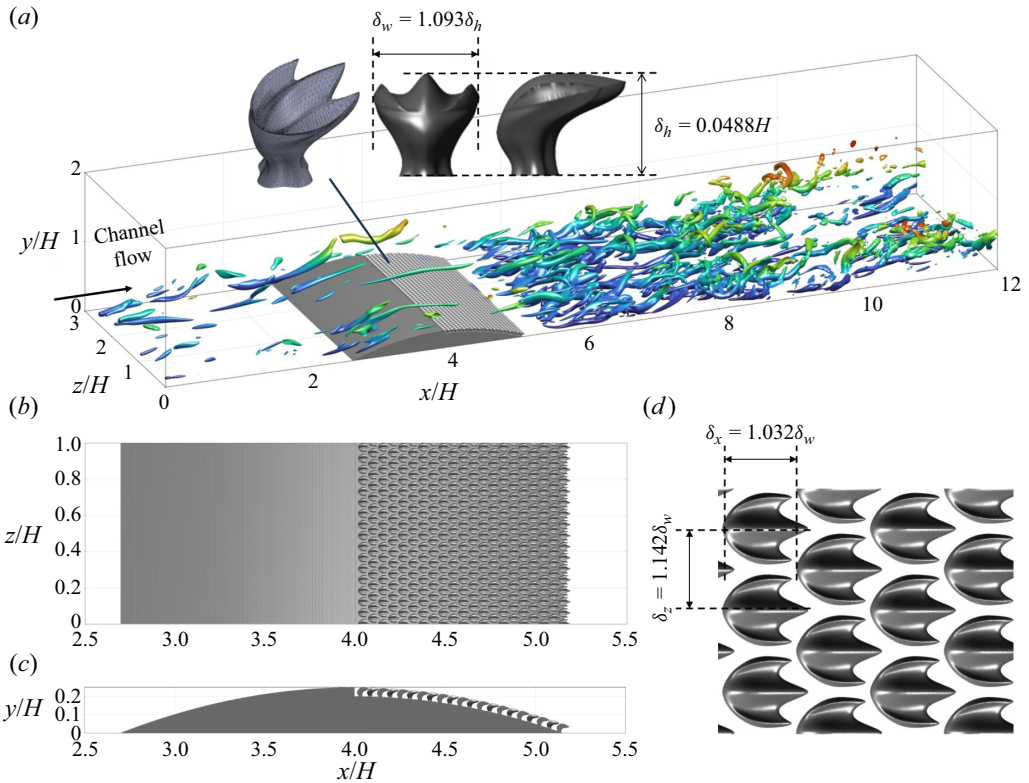 (a)
δw = 1.093δh
δh = 0.0488H
2
y/H
1
Channel
flow
0
3
2
z/H
1
0
2
4
x/H
6
8
10
12
(b)
1.0
0.8
z/H
0.6
0.4
0.2
0
2.5 3.0 3.5 4.0 4.5 5.0 5.5
(c)
y/H
0.2
0.1
0
2.5 3.0 3.5 4.0 4.5 5.0 5.5
x/H
(d)
δx = 1.032δw
δz = 1.142δw